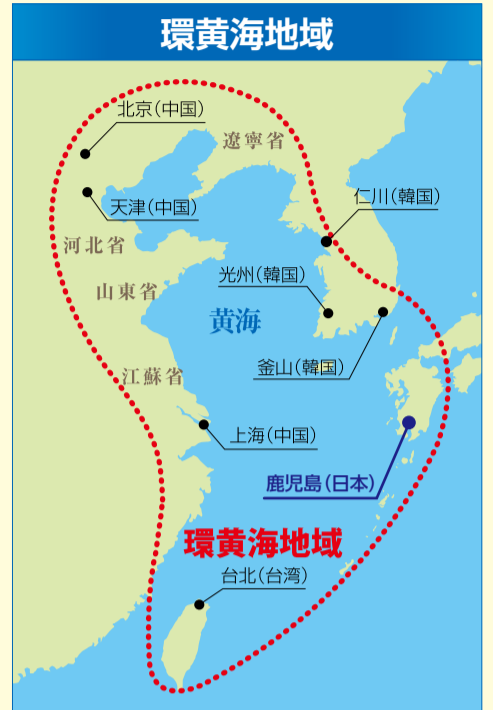 環黄海地域
北京(中国)
遼寧省
天津(中国)
仁川(韓国)
河北省
光州(韓国)
山東省
黄海
釜山(韓国)
江蘇省
上海(中国)
鹿児島(日本)
環黄海地域
台北(台湾)